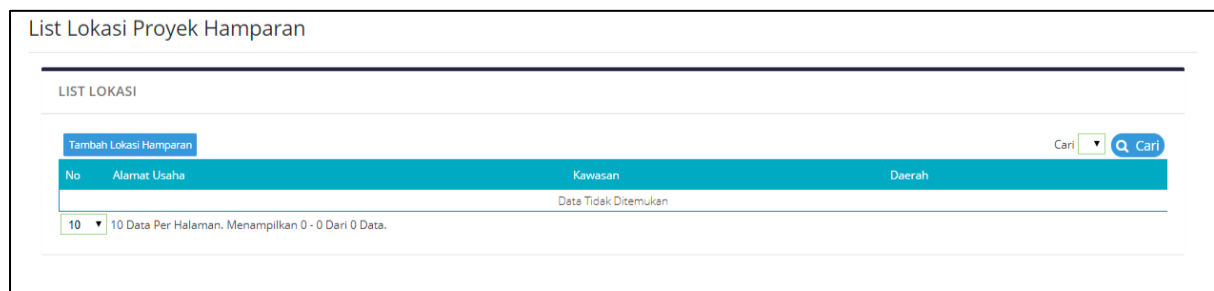 List Lokasi Proyek Hamparan
LIST LOKASI
Tambah Lokasi Hamparan Cari Cari
No Alamat Usaha Kawasan Daerah
Data Tidak Ditemukan
10 10 Data Per Halaman. Menampilkan 0 - 0 Dari 0 Data.